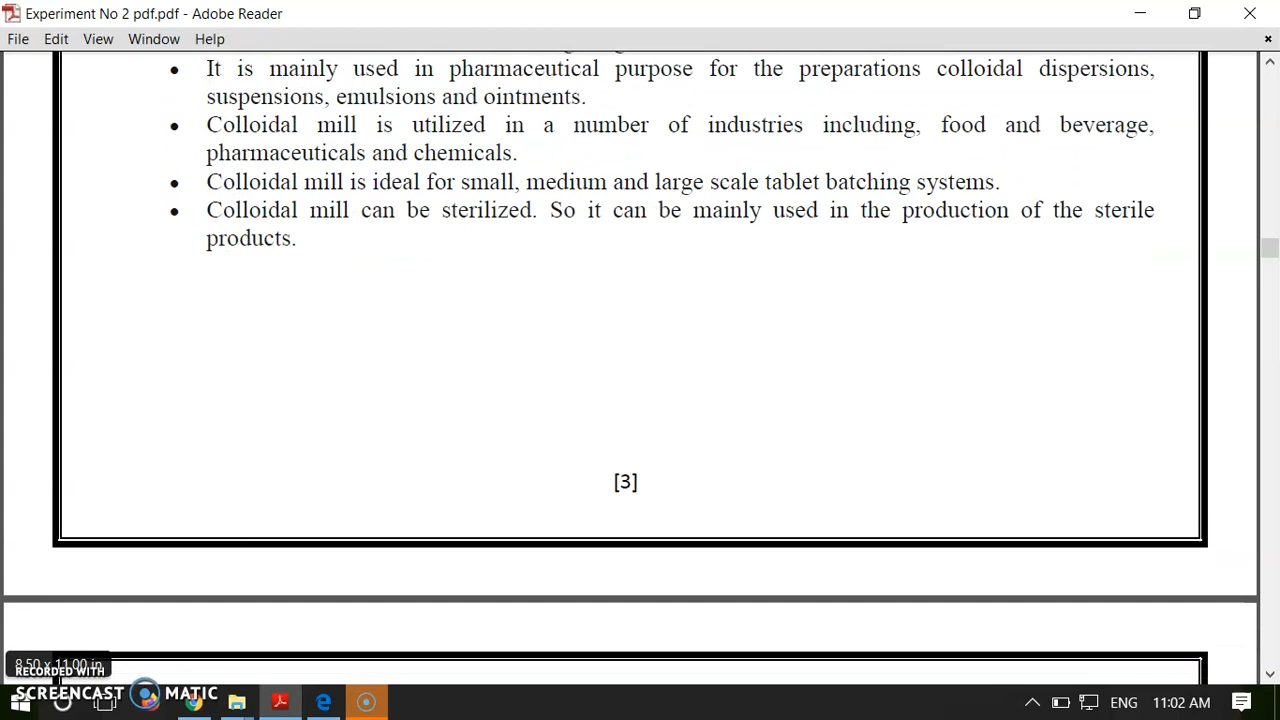 Experiment No 2 pdf.pdf - Adobe Reader
File Edit View Window Help
• It is mainly used in pharmaceutical purpose for the preparations colloidal dispersions,
suspensions, emulsions and ointments.
• Colloidal mill is utilized in a number of industries including, food and beverage,
pharmaceuticals and chemicals.
• Colloidal mill is ideal for small, medium and large scale tablet batching systems.
• Colloidal mill can be sterilized. So it can be mainly used in the production of the sterile
products.
[3]
8.50 x 11.00 in
RECORDED WITH
SCREENCAST MATIC
ENG 11:02 AM